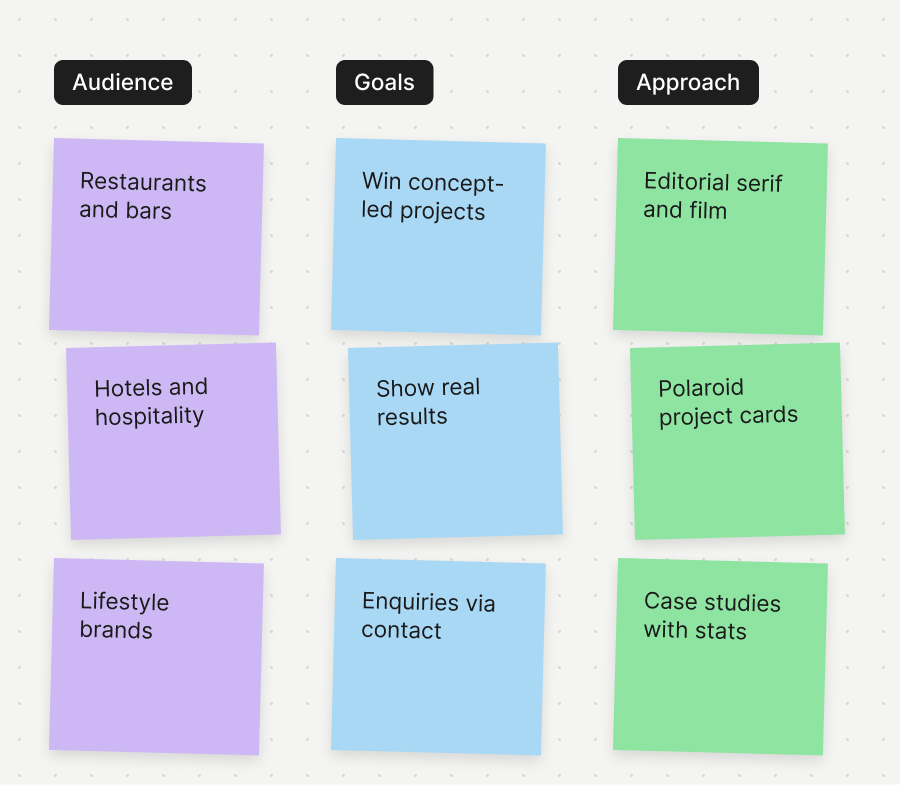 Audience
Restaurants
and bars
Hotels and
hospitality
Lifestyle
brands
Goals
Win concept-
led projects
Show real
results
Enquiries via
contact
Approach
Editorial serif
and film
Polaroid
project cards
Case studies
with stats